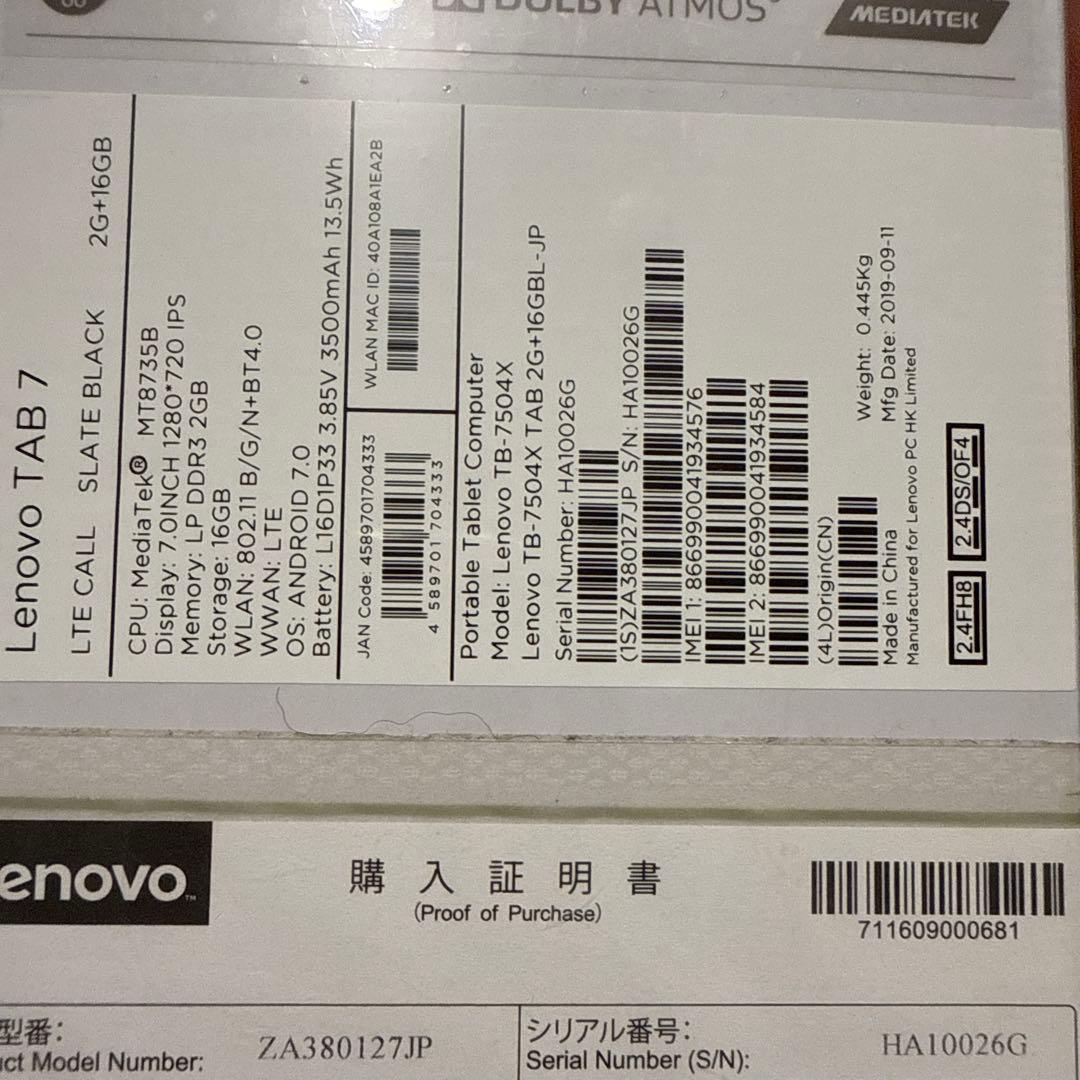 DOLBY ATMOS
MEDIATEK
Lenovo TAB 7
LTE CALL SLATE BLACK 2G+16GB
CPU: MediaTek® MT8735B
Display: 7.0INCH 1280*720 IPS
Memory: LP DDR3 2GB
Storage: 16GB
WLAN: 802.11 B/G/N+BT4.0
WWAN: LTE
OS: ANDROID 7.0
Battery: L16D1P33 3.85V 3500mAh 13.5Wh
JAN Code: 4589701704333
4 589701 704333
WLAN MAC ID: 40A108A1EA2B
Portable Tablet Computer
Model: Lenovo TB-7504X
Lenovo TB-7504X TAB 2G+16GBL-JP
Serial Number: HA10026G
(1S)ZA380127JP S/N: HA10026G
IMEI 1: 866990041934576
IMEI 2: 866990041934584
(4L)Origin(CN)
Weight: 0.445Kg
Made in China Mfg Date: 2019-09-11
Manufactured for Lenovo PC HK Limited
2.4FH8 2.4DS/OF4
enovo™
購入証明書
(Proof of Purchase)
711609000681
型番:
ct Model Number:
ZA380127JP
シリアル番号:
Serial Number (S/N):
HA10026G